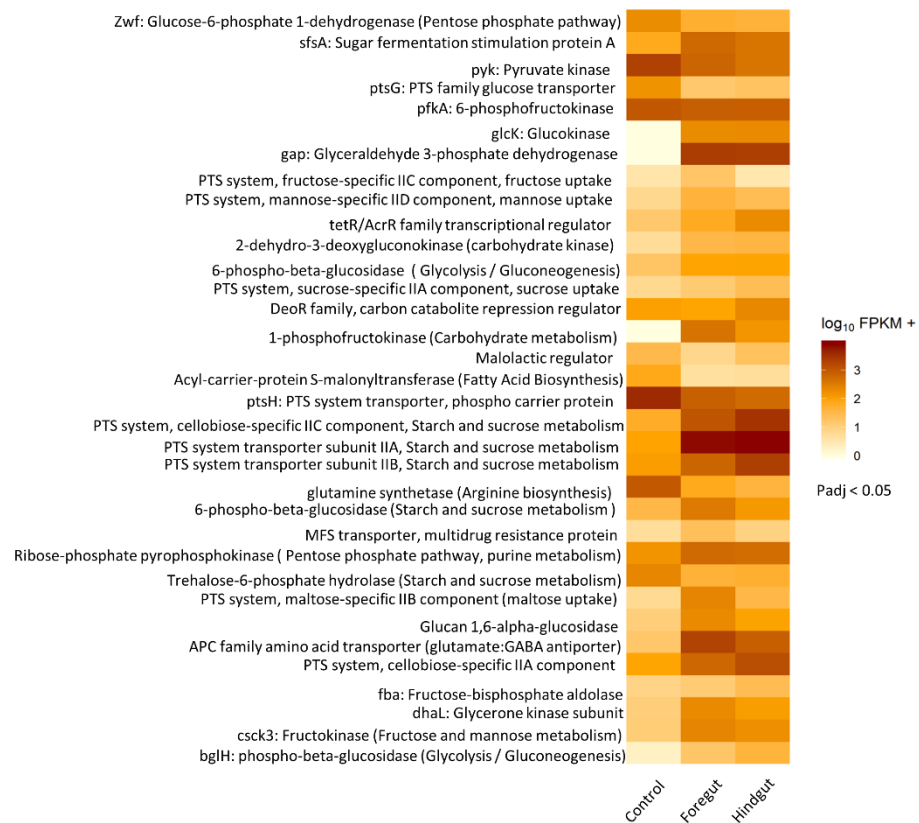 Zwf: Glucose-6-phosphate 1-dehydrogenase (Pentose phosphate pathway)
sfsA: Sugar fermentation stimulation protein A
pyk: Pyruvate kinase
ptsG: PTS family glucose transporter
pfkA: 6-phosphofructokinase
glcK: Glucokinase
gap: Glyceraldehyde 3-phosphate dehydrogenase
PTS system, fructose-specific IIC component, fructose uptake
PTS system, mannose-specific IID component, mannose uptake
tetR/AcrR family transcriptional regulator
2-dehydro-3-deoxygluconokinase (carbohydrate kinase)
6-phospho-beta-glucosidase ( Glycolysis / Gluconeogenesis)
PTS system, sucrose-specific IIA component, sucrose uptake
DeoR family, carbon catabolite repression regulator
1-phosphofructokinase (Carbohydrate metabolism)
Malolactic regulator
Acyl-carrier-protein S-malonyltransferase (Fatty Acid Biosynthesis)
ptsH: PTS system transporter, phospho carrier protein
PTS system, cellobiose-specific IIC component, Starch and sucrose metabolism
PTS system transporter subunit IIA, Starch and sucrose metabolism
PTS system transporter subunit IIB, Starch and sucrose metabolism
glutamine synthetase (Arginine biosynthesis)
6-phospho-beta-glucosidase (Starch and sucrose metabolism )
MFS transporter, multidrug resistance protein
Ribose-phosphate pyrophosphokinase ( Pentose phosphate pathway, purine metabolism)
Trehalose-6-phosphate hydrolase (Starch and sucrose metabolism)
PTS system, maltose-specific IIB component (maltose uptake)
Glucan 1,6-alpha-glucosidase
APC family amino acid transporter (glutamate:GABA antiporter)
PTS system, cellobiose-specific IIA component
fba: Fructose-bisphosphate aldolase
dhaL: Glycerone kinase subunit
csck3: Fructokinase (Fructose and mannose metabolism)
bglH: phospho-beta-glucosidase (Glycolysis / Gluconeogenesis)
Control
Foregut
Hindgut
log₁₀ FPKM +
3
2
1
0
Padj < 0.05